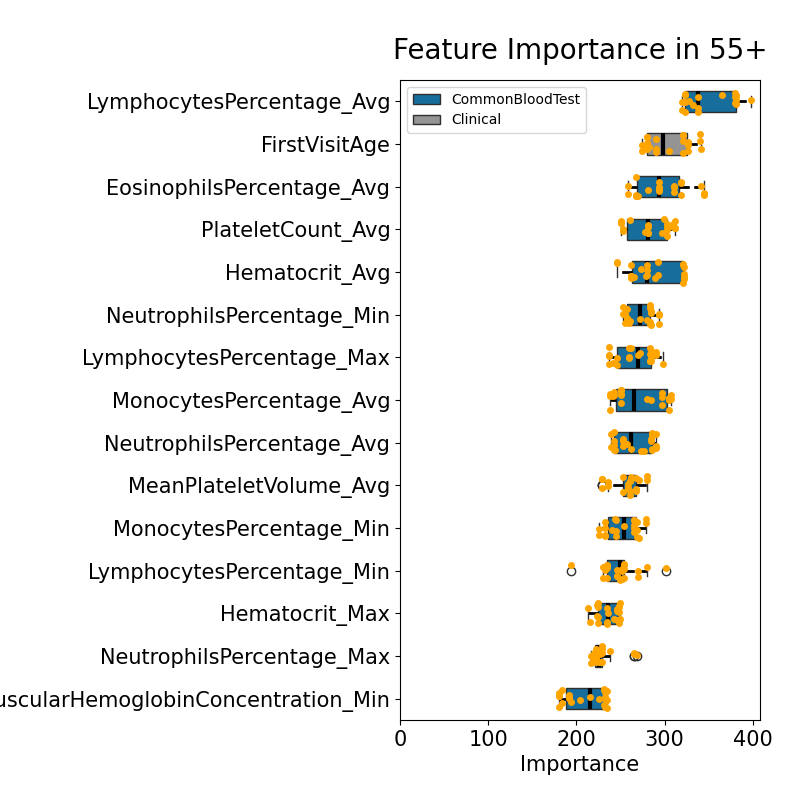 Feature Importance in 55+
CommonBloodTest
Clinical
LymphocytesPercentage_Avg
FirstVisitAge
EosinophilsPercentage_Avg
PlateletCount_Avg
Hematocrit_Avg
NeutrophilsPercentage_Min
LymphocytesPercentage_Max
MonocytesPercentage_Avg
NeutrophilsPercentage_Avg
MeanPlateletVolume_Avg
MonocytesPercentage_Min
LymphocytesPercentage_Min
Hematocrit_Max
NeutrophilsPercentage_Max
uscularHemoglobinConcentration_Min
0 100 200 300 400
Importance